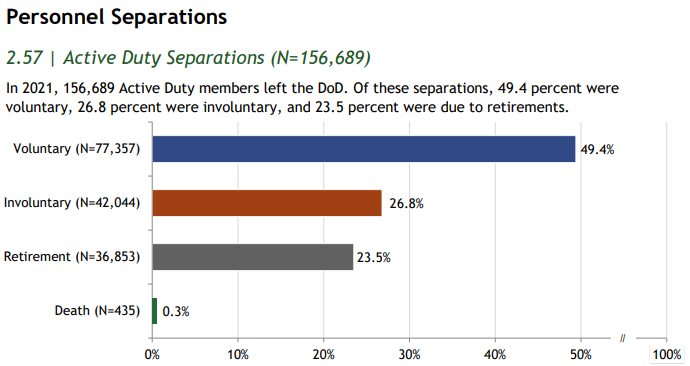 Personnel Separations
2.57 | Active Duty Separations (N=156,689)
In 2021, 156,689 Active Duty members left the DoD. Of these separations, 49.4 percent were
voluntary, 26.8 percent were involuntary, and 23.5 percent were due to retirements.
Voluntary (N=77,357) 49.4%
Involuntary (N=42,044) 26.8%
Retirement (N=36,853) 23.5%
Death (N=435) 0.3%
0% 10% 20% 30% 40% 50% // 100%